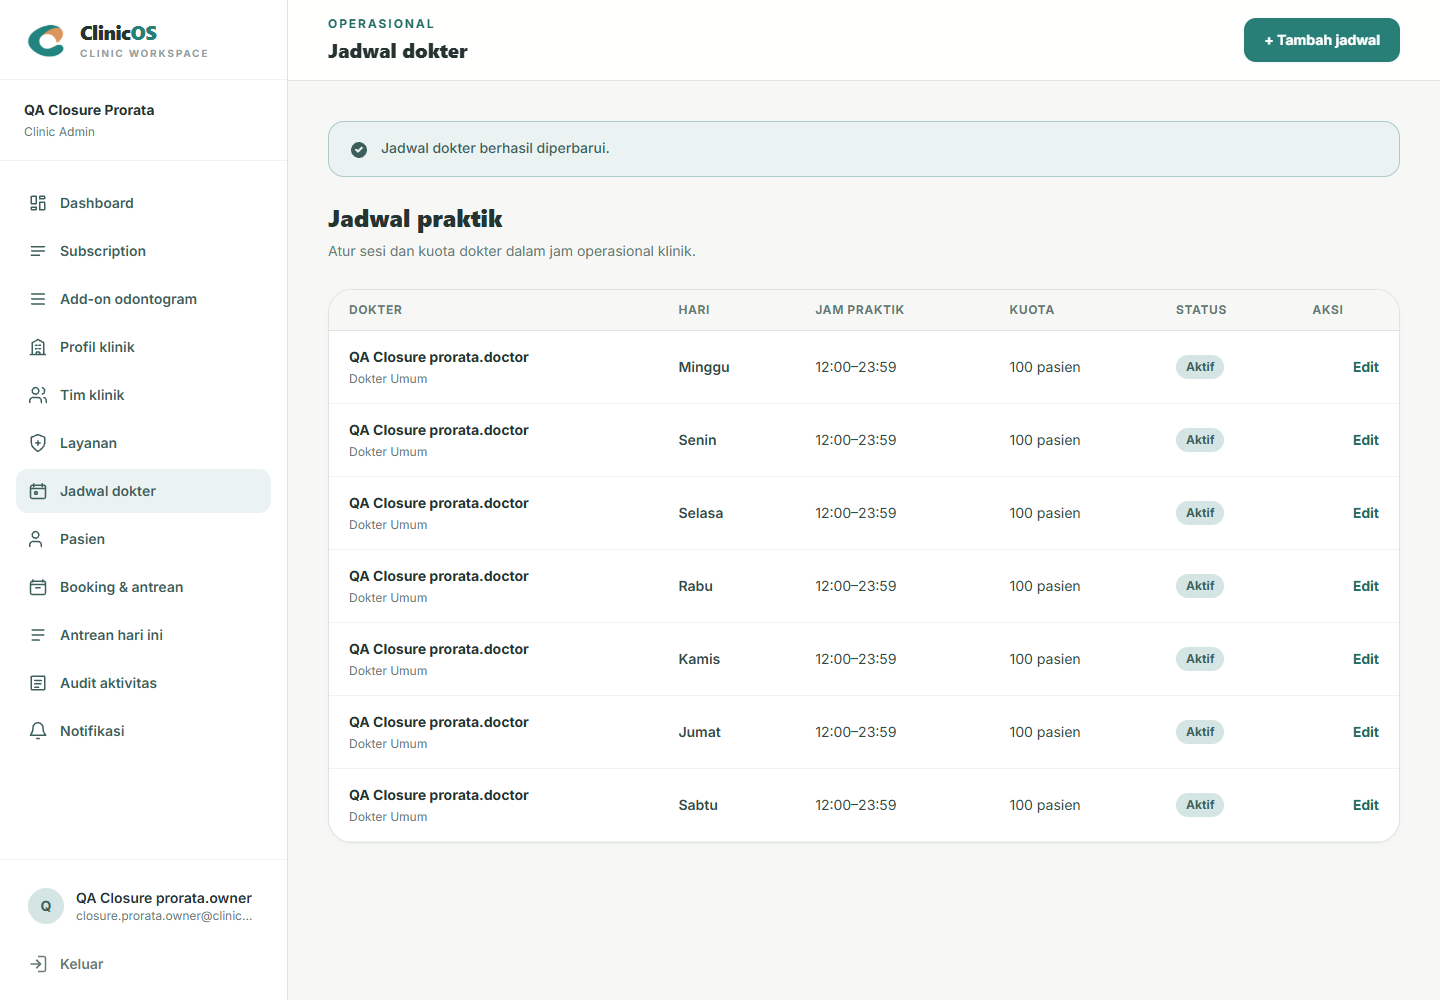 ClinicOS
CLINIC WORKSPACE
QA Closure Prorata
Clinic Admin
Dashboard
Subscription
Add-on odontogram
Profil klinik
Tim klinik
Layanan
Jadwal dokter
Pasien
Booking & antrean
Antrean hari ini
Audit aktivitas
Notifikasi
Q
QA Closure prorata.owner
closure.prorata.owner@clinic...
Keluar
OPERASIONAL
Jadwal dokter
+ Tambah jadwal
Jadwal dokter berhasil diperbarui.
Jadwal praktik
Atur sesi dan kuota dokter dalam jam operasional klinik.
DOKTER HARI JAM PRAKTIK KUOTA STATUS AKSI
QA Closure prorata.doctor
Dokter Umum
Minggu 12:00–23:59 100 pasien Aktif Edit
QA Closure prorata.doctor
Dokter Umum
Senin 12:00–23:59 100 pasien Aktif Edit
QA Closure prorata.doctor
Dokter Umum
Selasa 12:00–23:59 100 pasien Aktif Edit
QA Closure prorata.doctor
Dokter Umum
Rabu 12:00–23:59 100 pasien Aktif Edit
QA Closure prorata.doctor
Dokter Umum
Kamis 12:00–23:59 100 pasien Aktif Edit
QA Closure prorata.doctor
Dokter Umum
Jumat 12:00–23:59 100 pasien Aktif Edit
QA Closure prorata.doctor
Dokter Umum
Sabtu 12:00–23:59 100 pasien Aktif Edit